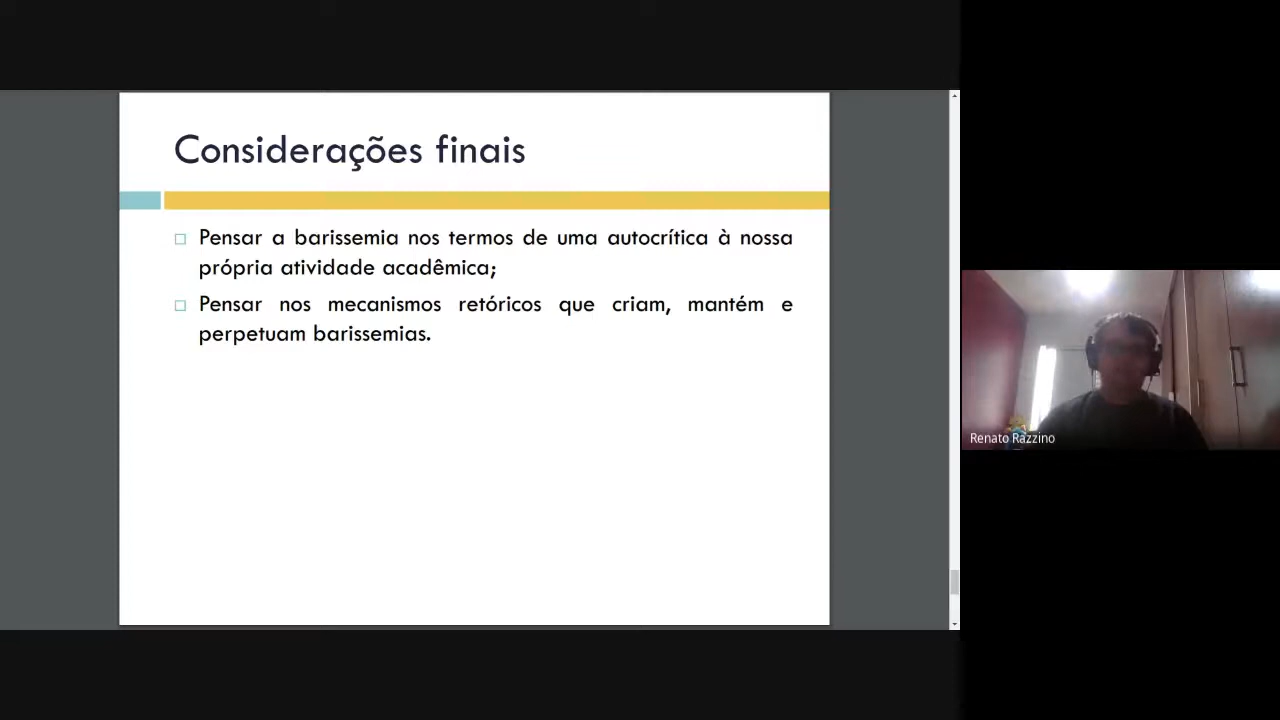 Considerações finais
Pensar a barissemia nos termos de uma autocrítica à nossa
própria atividade acadêmica;
Pensar nos mecanismos retóricos que criam, mantém e
perpetuam barissemias.
Renato Razzino